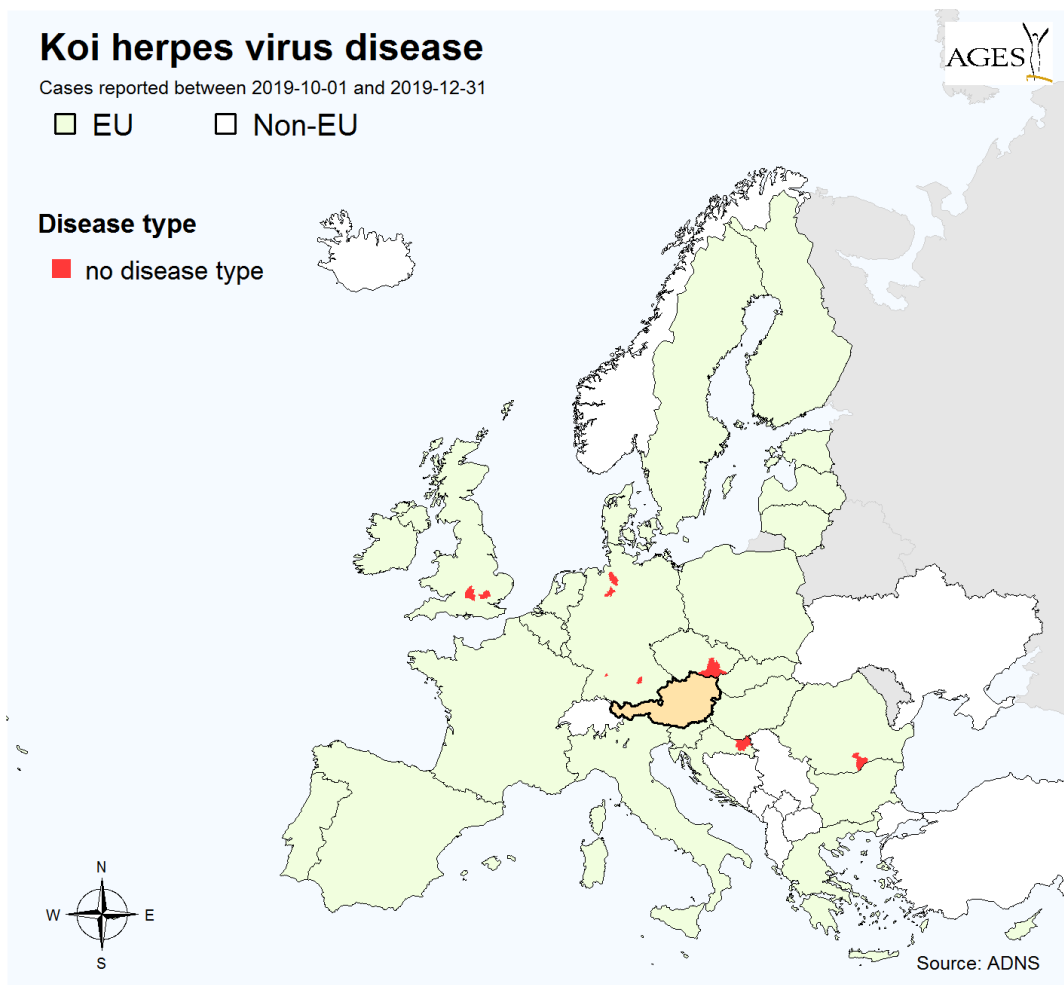 Koi herpes virus disease
Cases reported between 2019-10-01 and 2019-12-31
EU Non-EU
AGES
Disease type
no disease type
N
W E
S
Source: ADNS